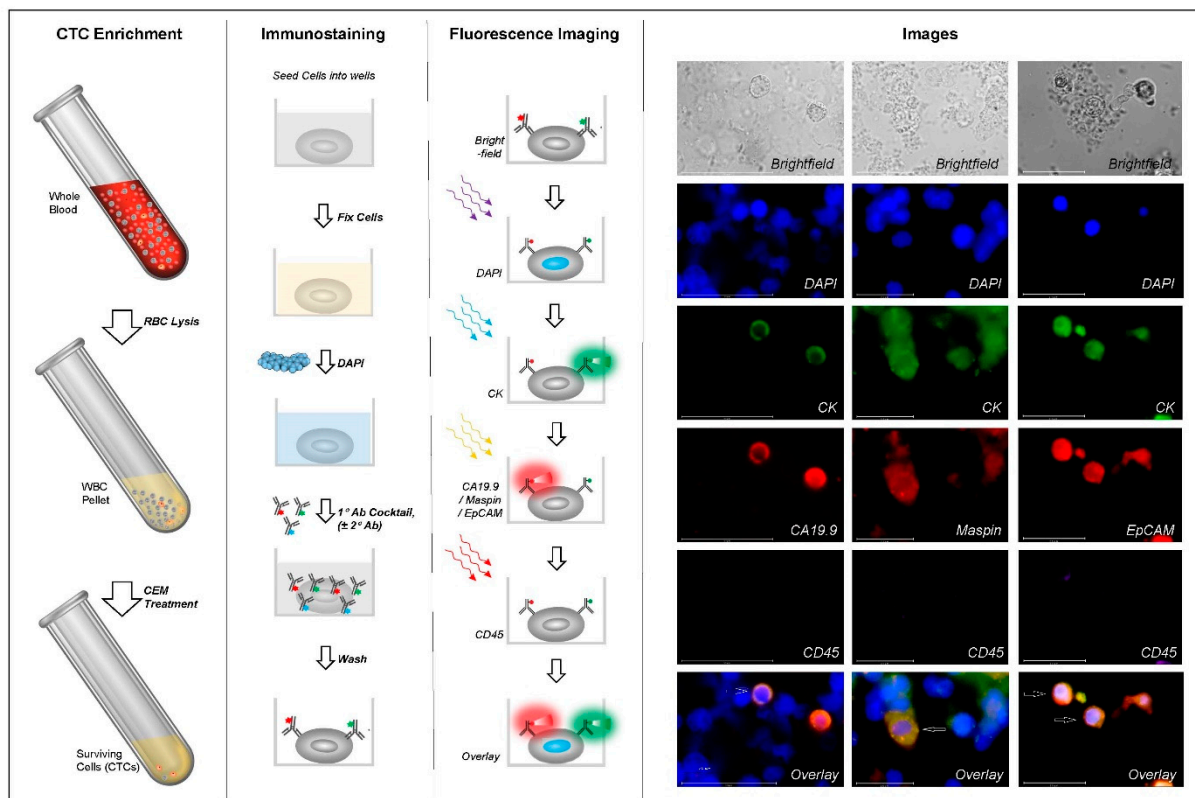 CTC Enrichment
Whole
Blood
RBC Lysis
WBC
Pellet
CEM
Treatment
Surviving
Cells (CTCs)
Immunostaining
Seed Cells into wells
Fix Cells
DAPI
1° Ab Cocktail,
(± 2° Ab)
Wash
Fluorescence Imaging
Bright
-field
DAPI
CK
CA19.9
/ Maspin
/ EpCAM
CD45
Overlay
Images
Brightfield
Brightfield
Brightfield
DAPI
DAPI
DAPI
CK
CK
CK
CA19.9
Maspin
EpCAM
CD45
CD45
CD45
Overlay
Overlay
Overlay